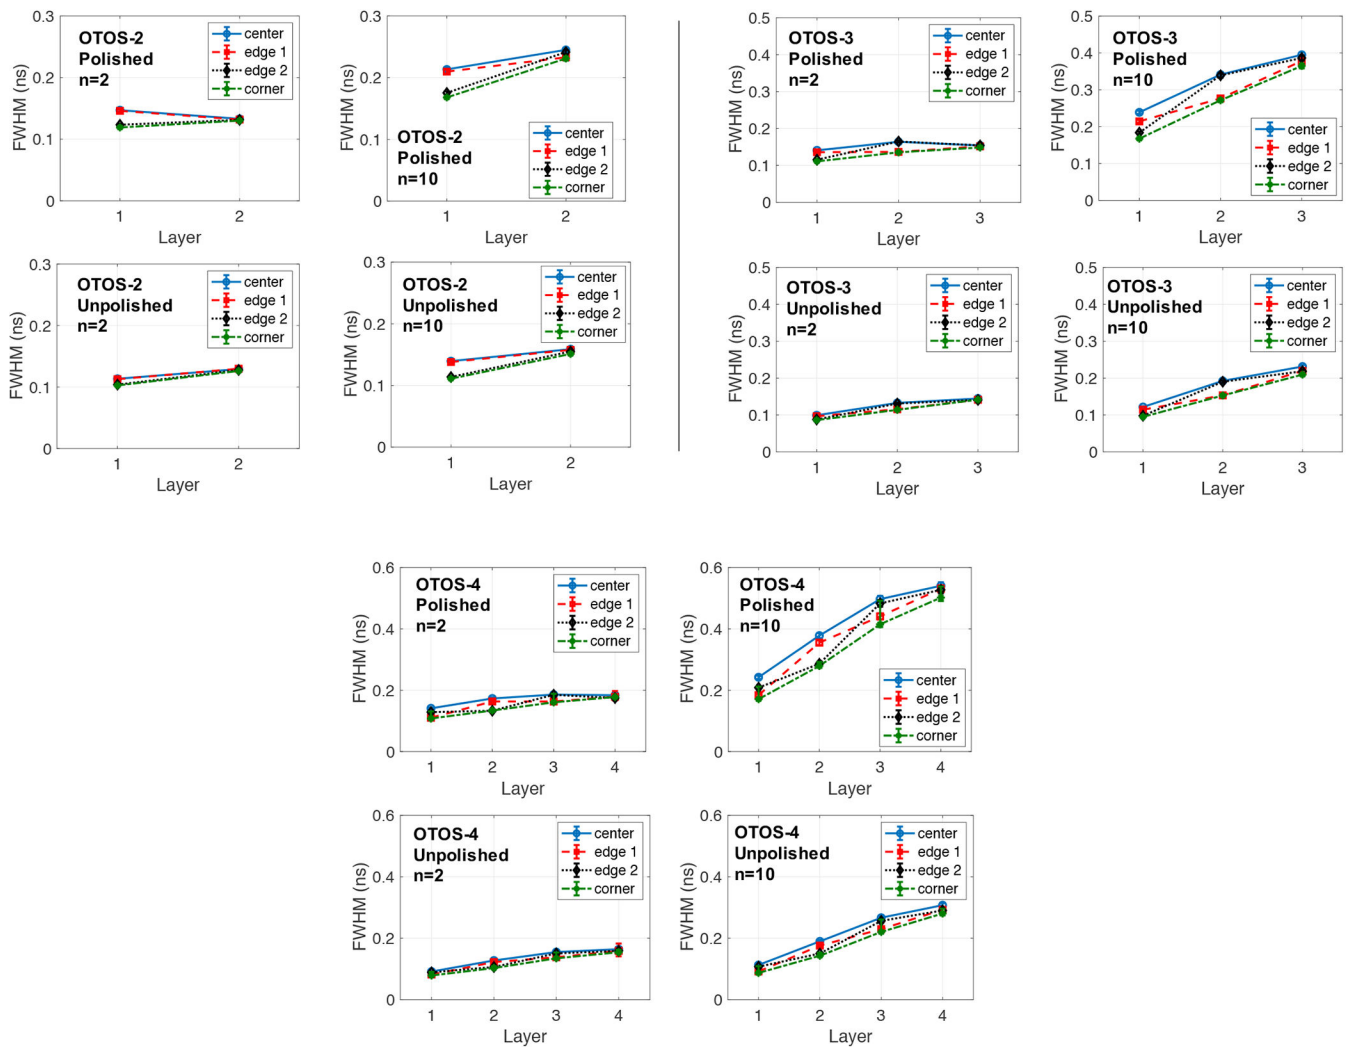 OTOS-2
Polished
n=2
center
edge 1
edge 2
corner
FWHM (ns)
0.3
0.2
0.1
0
1
2
Layer
OTOS-2
Polished
n=10
center
edge 1
edge 2
corner
FWHM (ns)
0.3
0.2
0.1
0
1
2
Layer
OTOS-3
Polished
n=2
center
edge 1
edge 2
corner
FWHM (ns)
0.5
0.4
0.3
0.2
0.1
0
1
2
3
Layer
OTOS-3
Polished
n=10
center
edge 1
edge 2
corner
FWHM (ns)
0.5
0.4
0.3
0.2
0.1
0
1
2
3
Layer
OTOS-2
Unpolished
n=2
center
edge 1
edge 2
corner
FWHM (ns)
0.3
0.2
0.1
0
1
2
Layer
OTOS-2
Unpolished
n=10
center
edge 1
edge 2
corner
FWHM (ns)
0.3
0.2
0.1
0
1
2
Layer
OTOS-3
Unpolished
n=2
center
edge 1
edge 2
corner
FWHM (ns)
0.5
0.4
0.3
0.2
0.1
0
1
2
3
Layer
OTOS-3
Unpolished
n=10
center
edge 1
edge 2
corner
FWHM (ns)
0.5
0.4
0.3
0.2
0.1
0
1
2
3
Layer
OTOS-4
Polished
n=2
center
edge 1
edge 2
corner
FWHM (ns)
0.6
0.4
0.2
0
1
2
3
4
Layer
OTOS-4
Polished
n=10
center
edge 1
edge 2
corner
FWHM (ns)
0.6
0.4
0.2
0
1
2
3
4
Layer
OTOS-4
Unpolished
n=2
center
edge 1
edge 2
corner
FWHM (ns)
0.6
0.4
0.2
0
1
2
3
4
Layer
OTOS-4
Unpolished
n=10
center
edge 1
edge 2
corner
FWHM (ns)
0.6
0.4
0.2
0
1
2
3
4
Layer